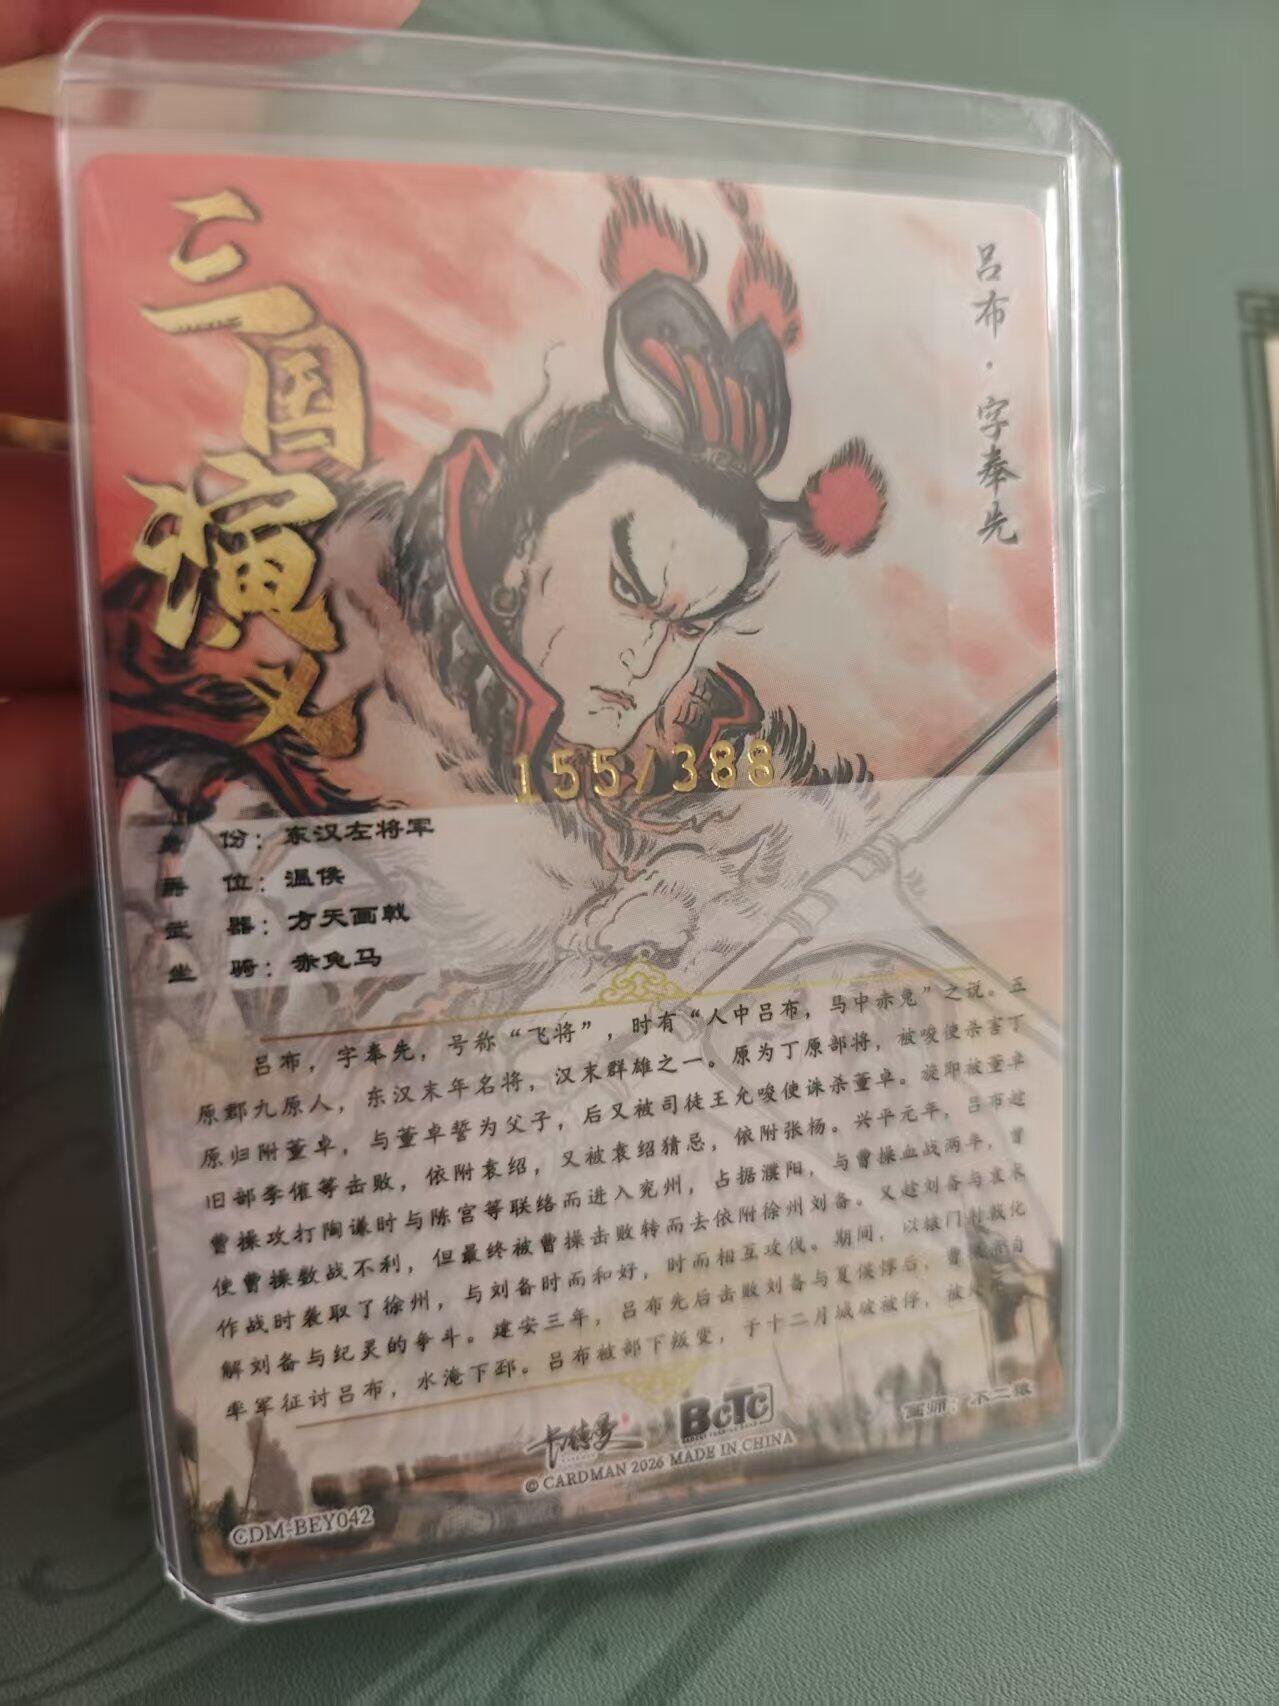 三国演义
吕布·字奉先
155/388
身 份：东汉左将军
爵 位：温侯
武 器：方天画戟
坐 骑：赤兔马
吕布，字奉先，号称“飞将”，时有“人中吕布，马中赤兔”之说。五
原郡九原人，东汉末年名将，汉末群雄之一。原为丁原部将，被唆使杀害丁
原归附董卓，与董卓誓为父子，后又被司徒王允唆使诛杀董卓。旋即被董卓
旧部李傕等击败，依附袁绍，又被袁绍猜忌，依附张杨。兴平元年，吕布趁
曹操攻打陶谦时与陈宫等联络而进入兖州，占据濮阳，与曹操血战两年，曾
使曹操数战不利，但最终被曹操击败转而去依附徐州刘备。又趁刘备与袁术
作战时袭取了徐州，与刘备时而和好，时而相互攻伐。期间，以辕门射戟化
解刘备与纪灵的争斗。建安三年，吕布先后击败刘备与夏侯惇后，曹操亲自
率军征讨吕布，水淹下邳。吕布被部下叛变，于十二月城破被俘，被
卡德曼
BCTC
画师：不二猿
© CARDMAN 2026 MADE IN CHINA
CDM-BEY042